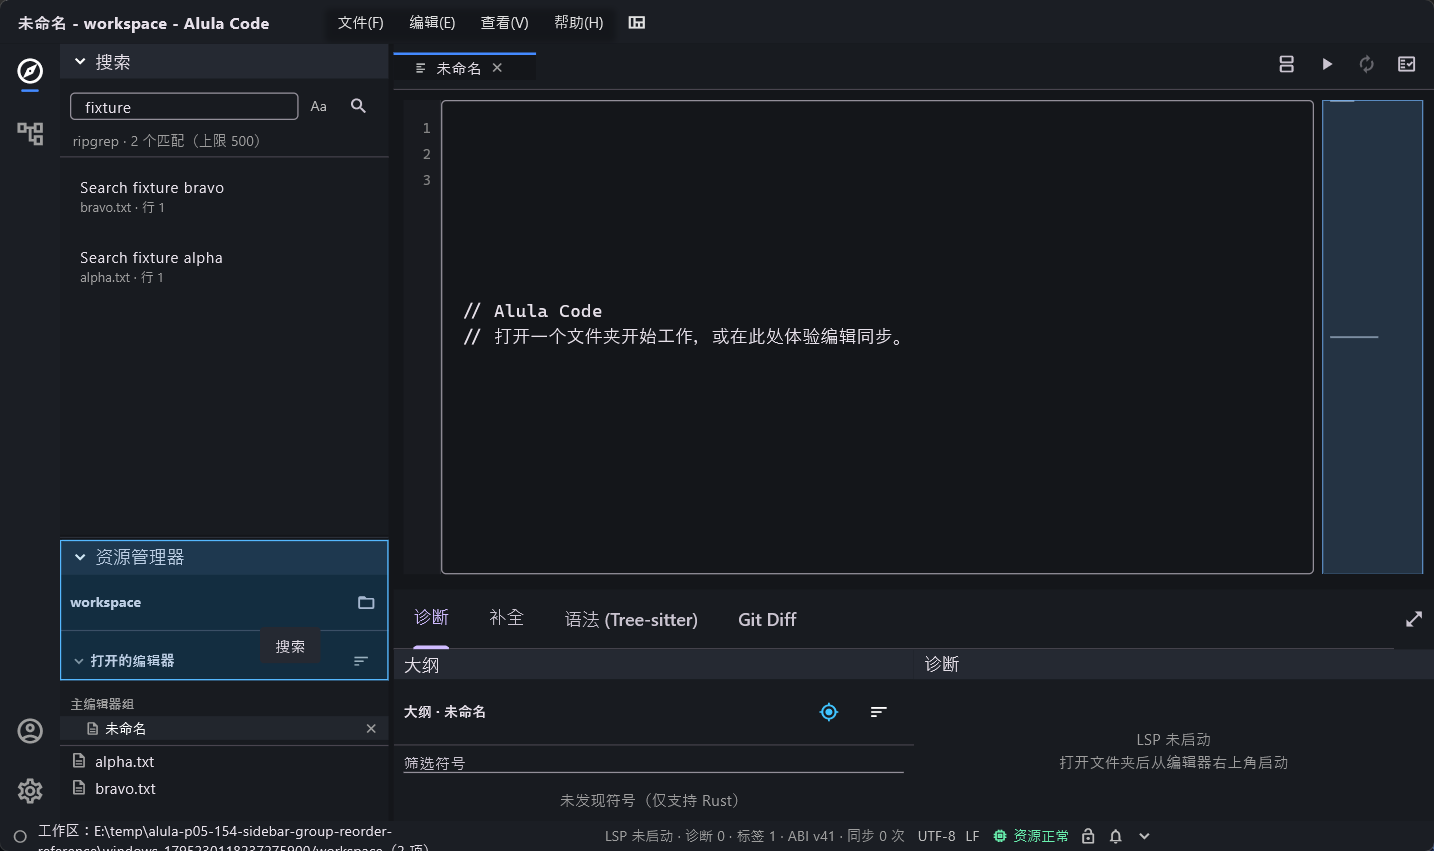 未命名 - workspace - Alula Code
文件(F) 编辑(E) 查看(V) 帮助(H)
搜索
fixture Aa
ripgrep · 2 个匹配（上限 500）
Search fixture bravo
bravo.txt · 行 1
Search fixture alpha
alpha.txt · 行 1
资源管理器
workspace
打开的编辑器
搜索
主编辑器组
未命名
alpha.txt
bravo.txt
未命名
1
2
3
// Alula Code
// 打开一个文件夹开始工作，或在此处体验编辑同步。
诊断 补全 语法 (Tree-sitter) Git Diff
大纲
大纲 · 未命名
筛选符号
未发现符号（仅支持 Rust）
诊断
LSP 未启动
打开文件夹后从编辑器右上角启动
工作区：E:\temp\alula-p05-154-sidebar-group-reorder-
reference\windows-1795230118237275900/workspace（2 项）
LSP 未启动 · 诊断 0 · 标签 1 · ABI v41 · 同步 0 次 UTF-8 LF 资源正常